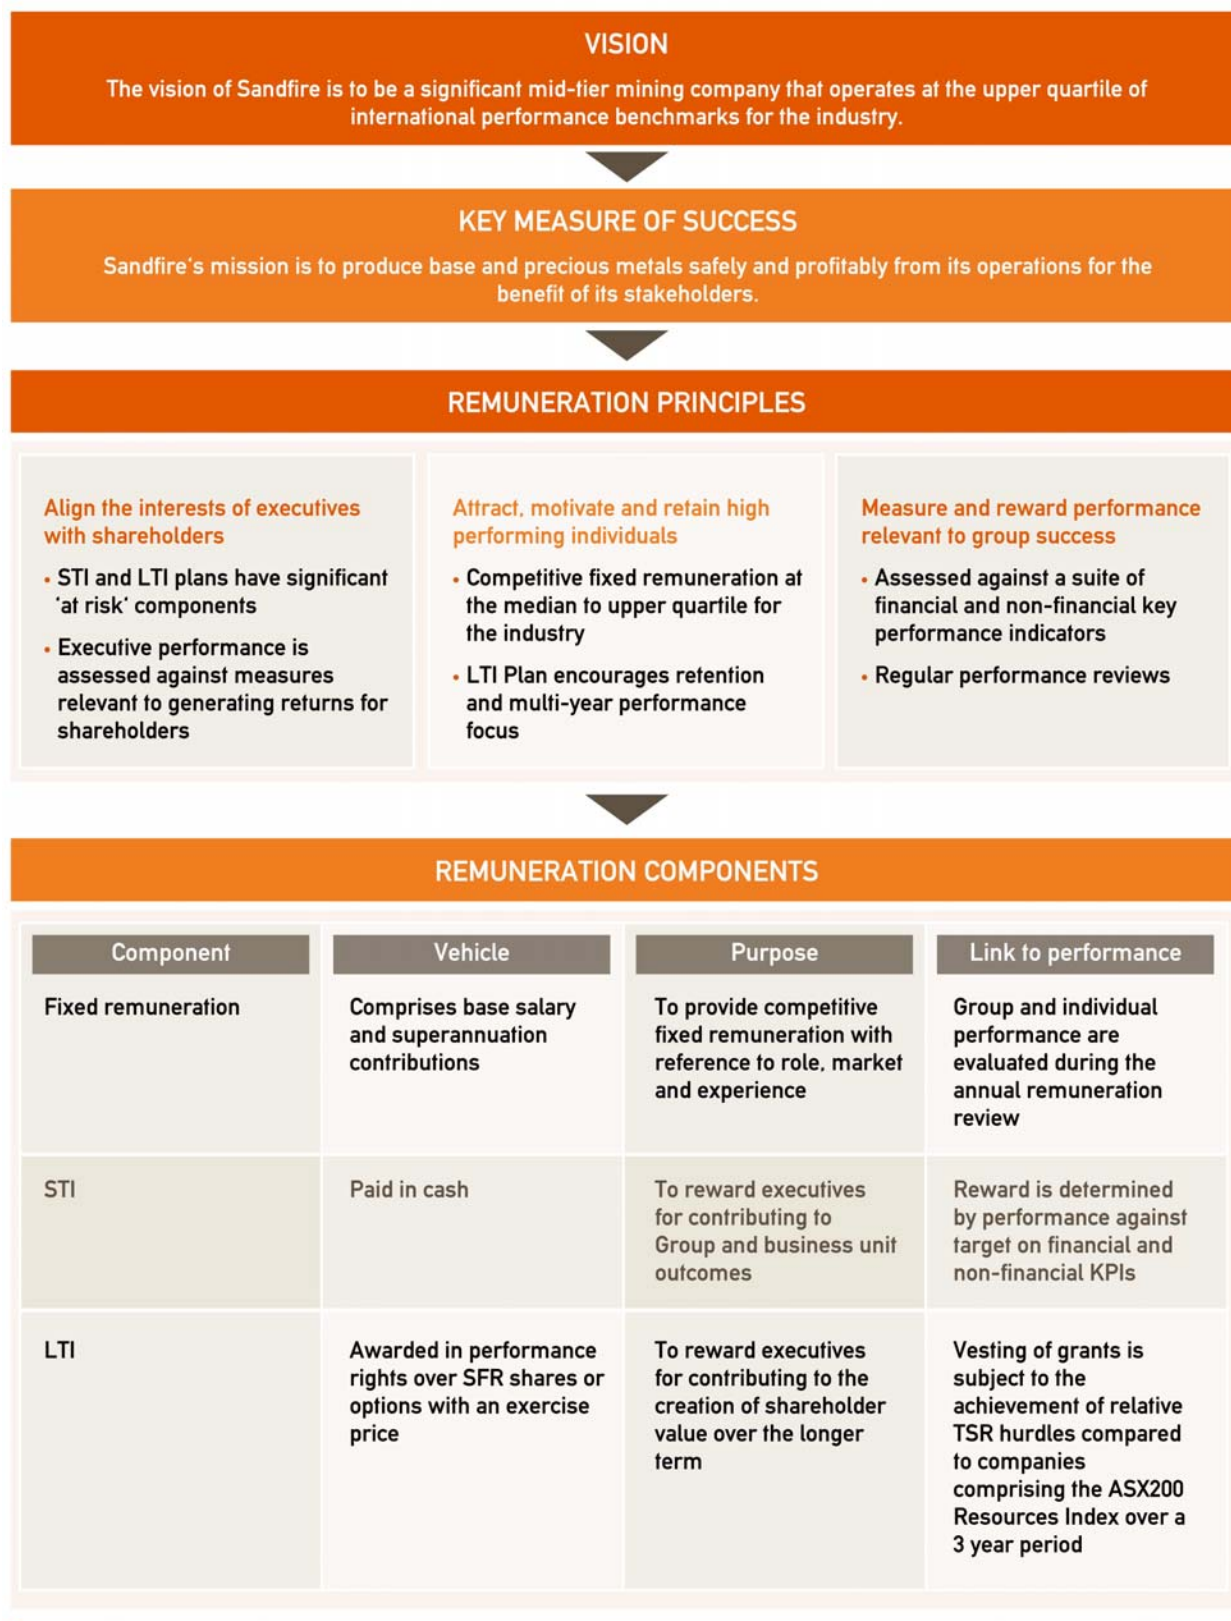 VISION
The vision of Sandfire is to be a significant mid-tier mining company that operates at the upper quartile of
international performance benchmarks for the industry.
KEY MEASURE OF SUCCESS
Sandfire's mission is to produce base and precious metals safely and profitably from its operations for the
benefit of its stakeholders.
REMUNERATION PRINCIPLES
Align the interests of executives
with shareholders
• STI and LTI plans have significant
'at risk' components
• Executive performance is
assessed against measures
relevant to generating returns for
shareholders
Attract, motivate and retain high
performing individuals
• Competitive fixed remuneration at
the median to upper quartile for
the industry
• LTI Plan encourages retention
and multi-year performance
focus
Measure and reward performance
relevant to group success
• Assessed against a suite of
financial and non-financial key
performance indicators
• Regular performance reviews
REMUNERATION COMPONENTS
Component
Vehicle
Purpose
Link to performance
Fixed remuneration
Comprises base salary
and superannuation
contributions
To provide competitive
fixed remuneration with
reference to role, market
and experience
Group and individual
performance are
evaluated during the
annual remuneration
review
STI
Paid in cash
To reward executives
for contributing to
Group and business unit
outcomes
Reward is determined
by performance against
target on financial and
non-financial KPIs
LTI
Awarded in performance
rights over SFR shares or
options with an exercise
price
To reward executives
for contributing to the
creation of shareholder
value over the longer
term
Vesting of grants is
subject to the
achievement of relative
TSR hurdles compared
to companies
comprising the ASX200
Resources Index over a
3 year period